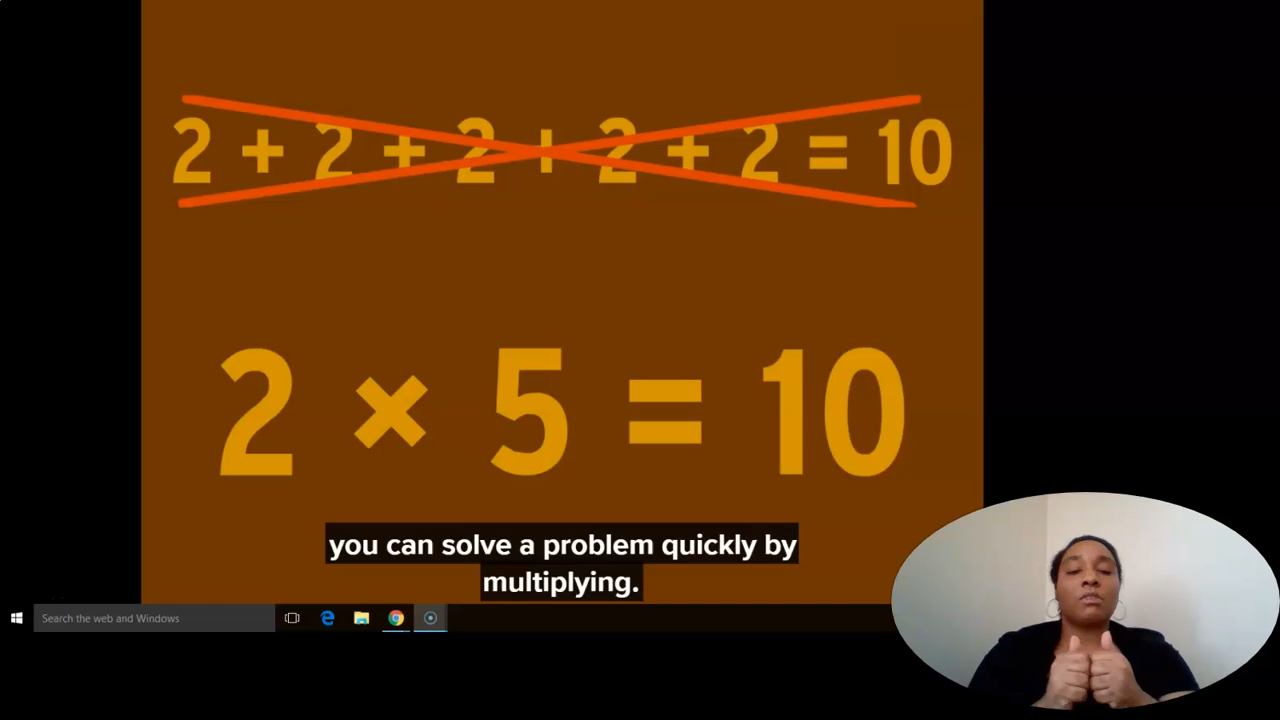 2 + 2 + 2 + 2 + 2 = 10
2 × 5 = 10
you can solve a problem quickly by
multiplying.
Search the web and Windows